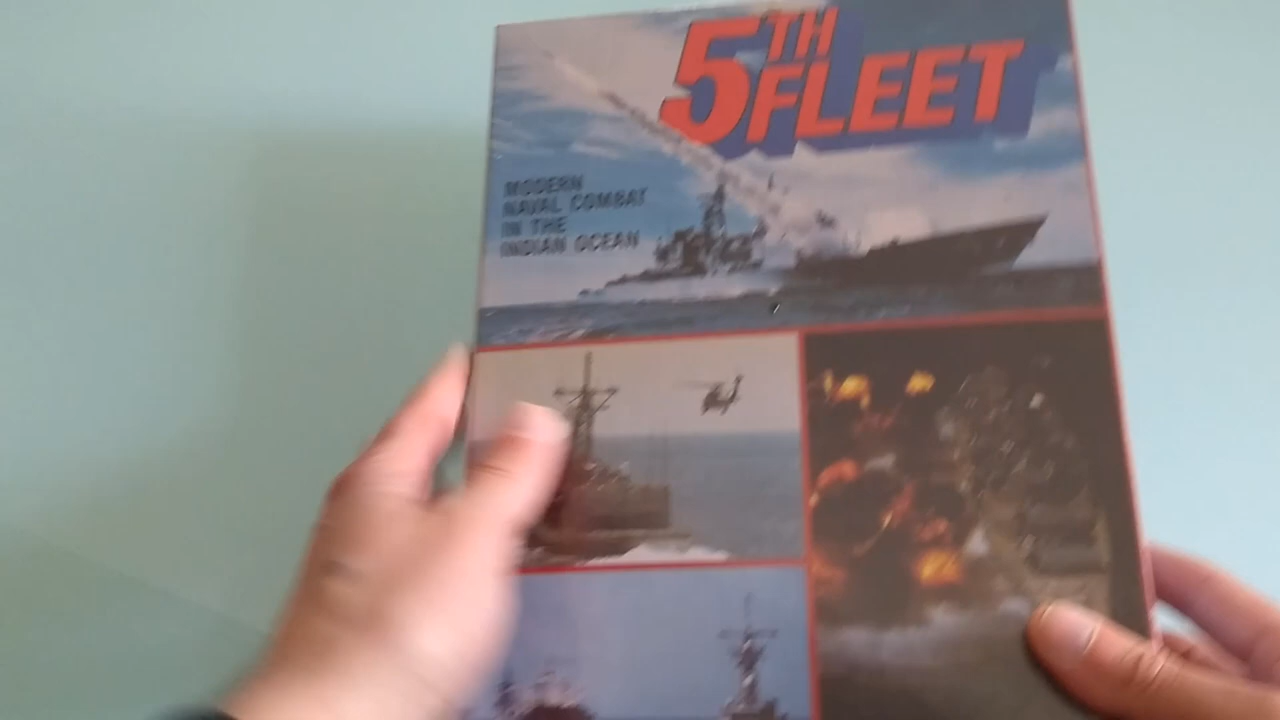 5TH
FLEET
MODERN
NAVAL COMBAT
IN THE
INDIAN OCEAN